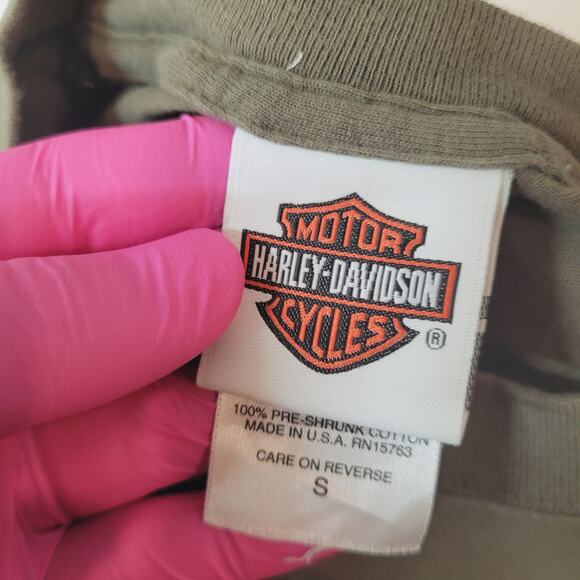 MOTOR
HARLEY-DAVIDSON
CYCLES
®
100% PRE-SHRUNK COTTON
MADE IN U.S.A. RN15763
CARE ON REVERSE
S